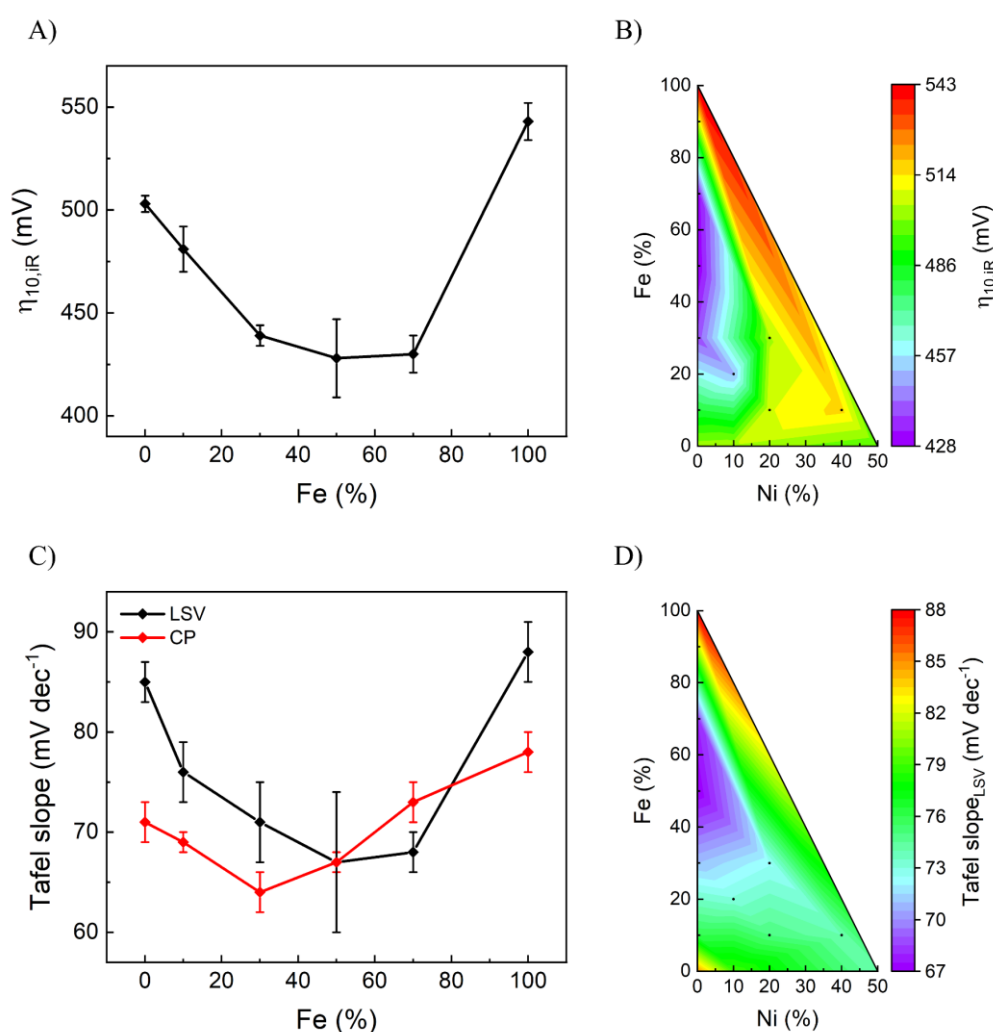 A)
550
500
450
400
η10,iR (mV)
0 20 40 60 80 100
Fe (%)
B)
100
80
60
40
20
0
Fe (%)
0 10 20 30 40 50
Ni (%)
543
514
486
457
428
η10,iR (mV)
C)
LSV
CP
90
80
70
60
Tafel slope (mV dec⁻¹)
0 20 40 60 80 100
Fe (%)
D)
100
80
60
40
20
0
Fe (%)
0 10 20 30 40 50
Ni (%)
88
85
82
79
76
73
70
67
Tafel slopeLSV (mV dec⁻¹)